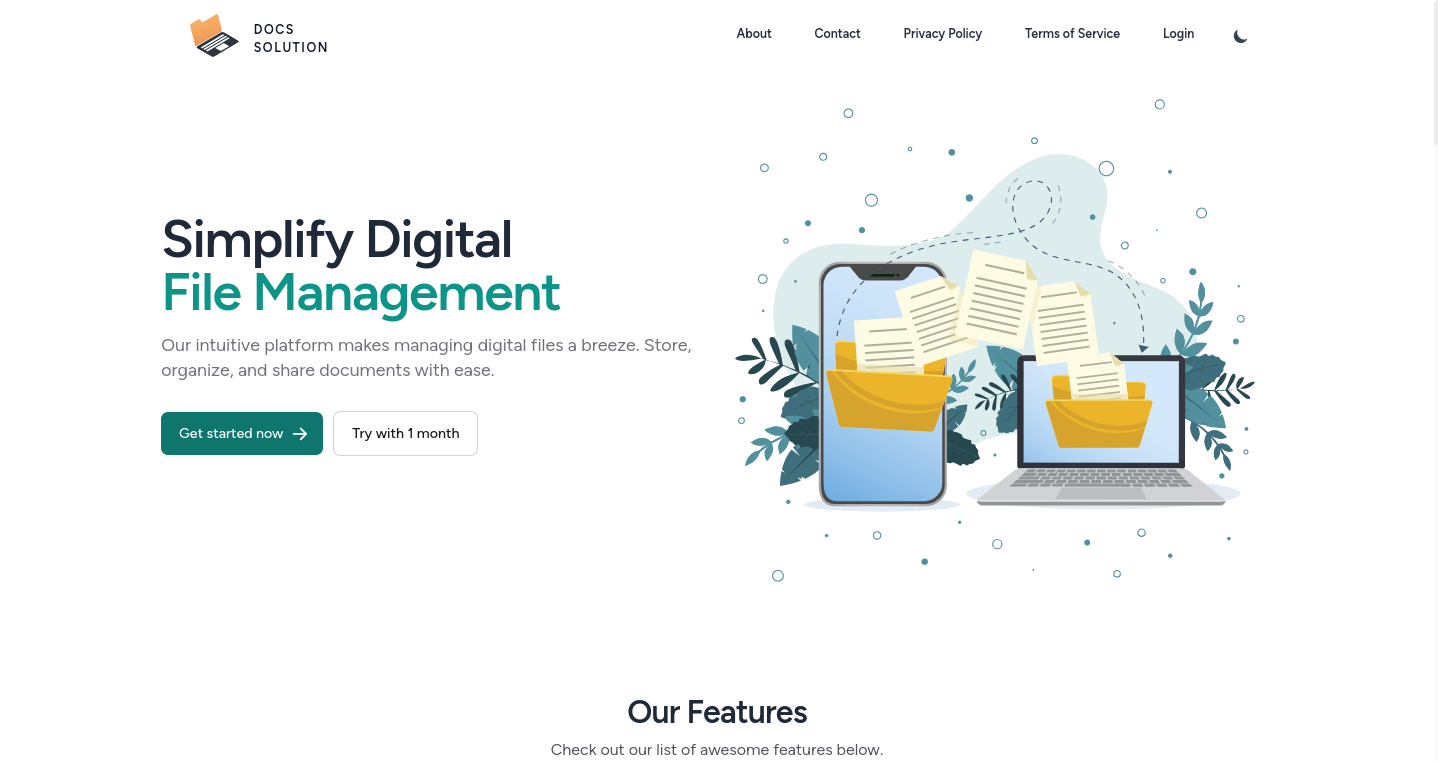 DOCS
SOLUTION
About
Contact
Privacy Policy
Terms of Service
Login
Simplify Digital
File Management
Our intuitive platform makes managing digital files a breeze. Store,
organize, and share documents with ease.
Get started now
Try with 1 month
Our Features
Check out our list of awesome features below.